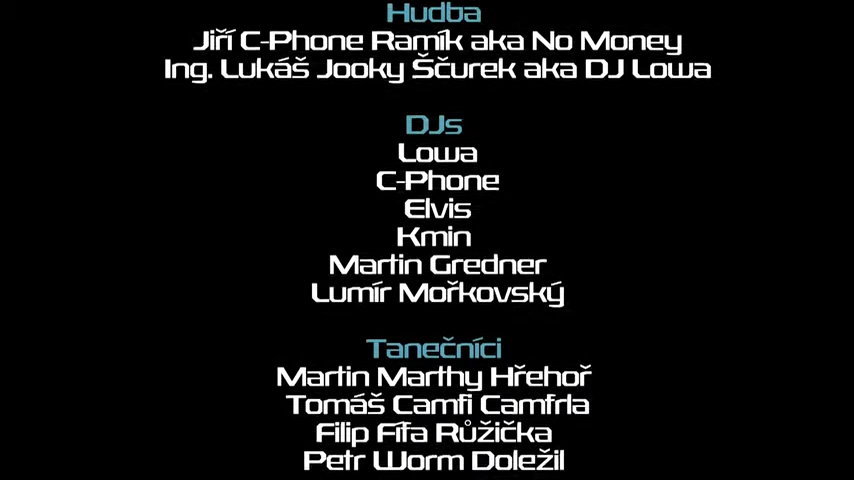 Hudba
Jiří C-Phone Ramík aka No Money
Ing. Lukáš Jooky Ščurek aka DJ Lowa
DJs
Lowa
C-Phone
Elvis
Kmin
Martin Gredner
Lumír Mořkovský
Tanečníci
Martin Marthy Hřehoř
Tomáš Camfi Camfrla
Filip Fífa Růžička
Petr Worm Doležil